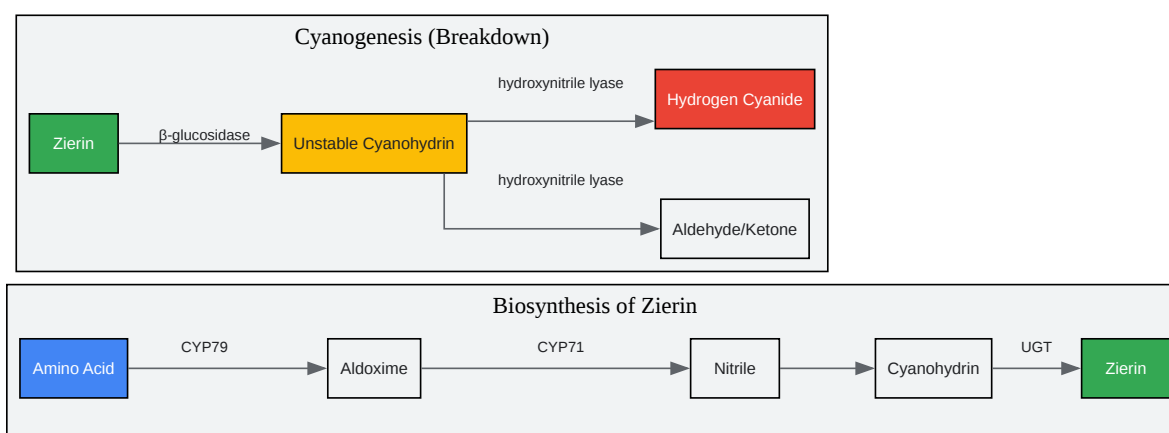 Cyanogenesis (Breakdown)
hydroxynitrile lyase
Hydrogen Cyanide
Zierin
β-glucosidase
Unstable Cyanohydrin
hydroxynitrile lyase
Aldehyde/Ketone
Biosynthesis of Zierin
Amino Acid
CYP79
Aldoxime
CYP71
Nitrile
Cyanohydrin
UGT
Zierin